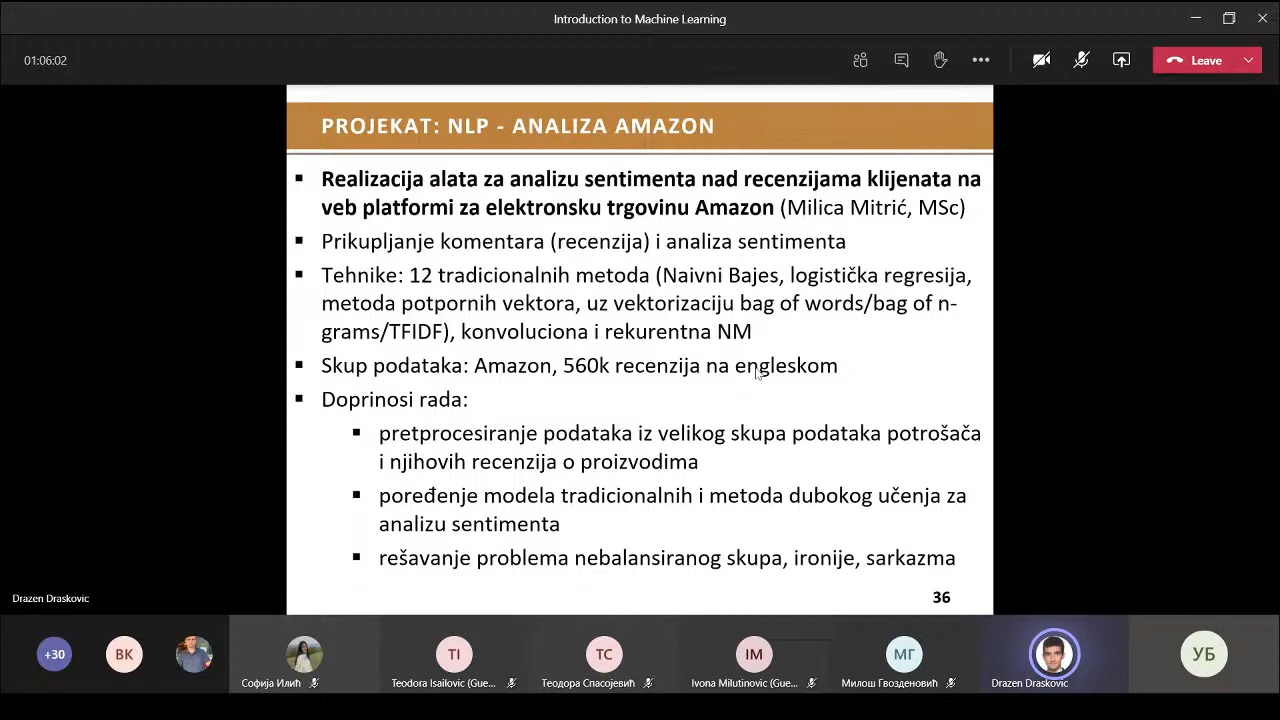 Introduction to Machine Learning
01:06:02
Leave
PROJEKAT: NLP - ANALIZA AMAZON
▪ Realizacija alata za analizu sentimenta nad recenzijama klijenata na
veb platformi za elektronsku trgovinu Amazon (Milica Mitrić, MSc)
▪ Prikupljanje komentara (recenzija) i analiza sentimenta
▪ Tehnike: 12 tradicionalnih metoda (Naivni Bajes, logistička regresija,
metoda potpornih vektora, uz vektorizaciju bag of words/bag of n-
grams/TFIDF), konvoluciona i rekurentna NM
▪ Skup podataka: Amazon, 560k recenzija na engleskom
▪ Doprinosi rada:
▪ pretprocesiranje podataka iz velikog skupa podataka potrošača
i njihovih recenzija o proizvodima
▪ poređenje modela tradicionalnih i metoda dubokog učenja za
analizu sentimenta
▪ rešavanje problema nebalansiranog skupa, ironije, sarkazma
36
Drazen Draskovic
+30
ВК
TI
ТС
IM
МГ
УБ
Софија Илић
Teodora Isailovic (Gue...
Теодора Спасојевић
Ivona Milutinovic (Gue...
Милош Гвозденовић
Drazen Draskovic